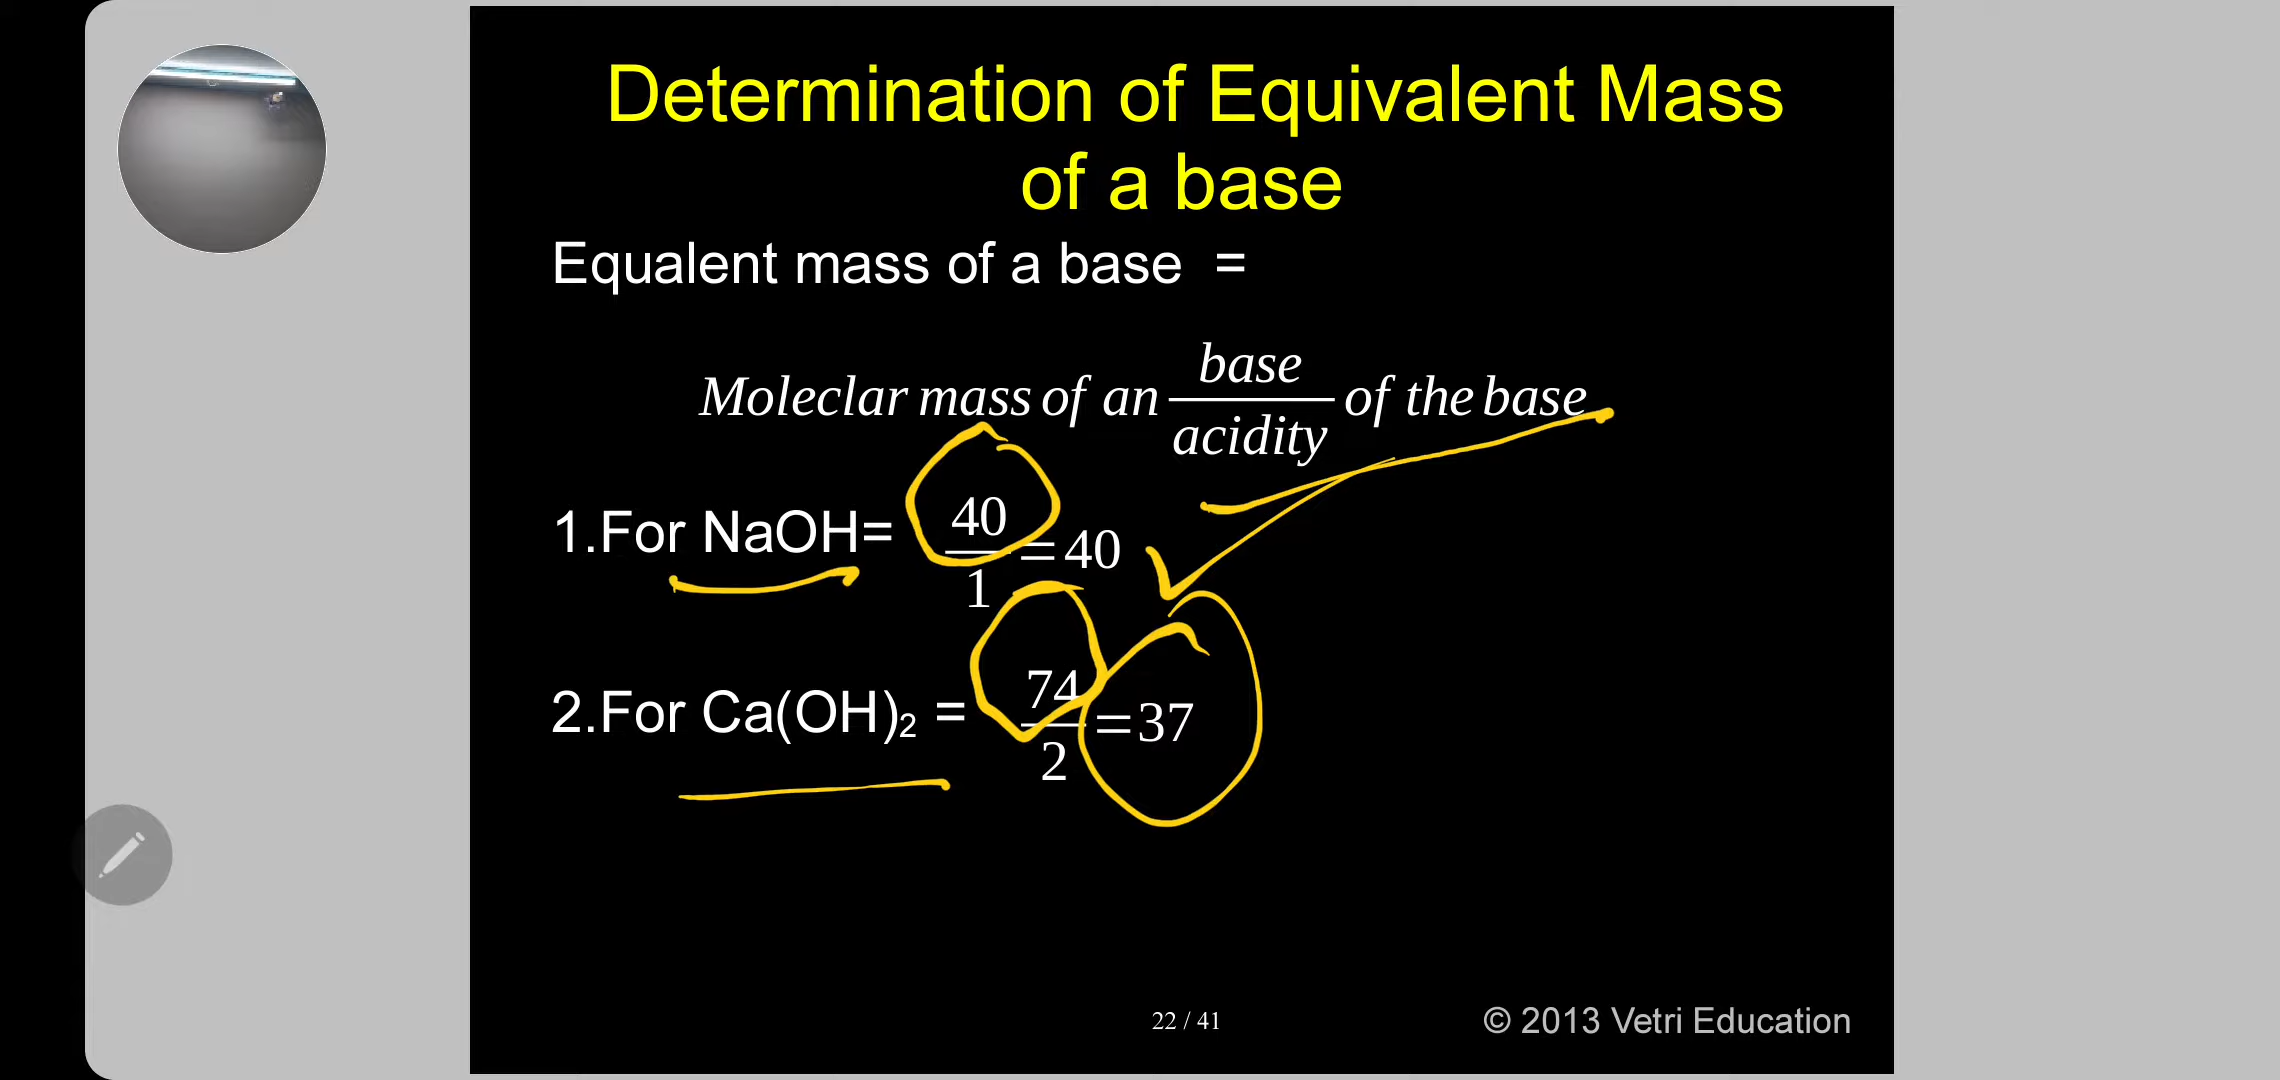 Determination of Equivalent Mass
of a base
Equalent mass of a base =
Moleclar mass of an base/acidity of the base
1.For NaOH= 40/1 =40
2.For Ca(OH)₂ = 74/2 =37
22 / 41
© 2013 Vetri Education